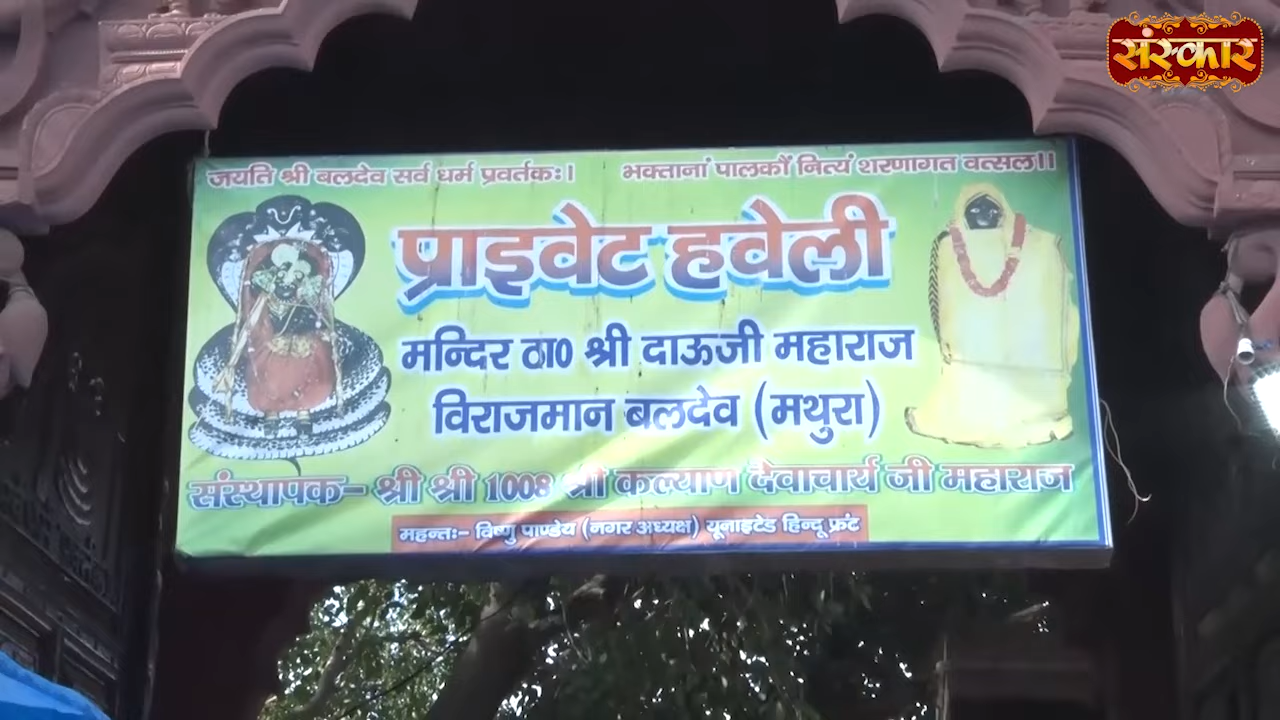 संस्कार
जयति श्री बलदेव सर्व धर्म प्रवर्तकः। भक्तानां पालकौं नित्यं शरणागत वत्सल।।
प्राइवेट हवेली
मन्दिर ठा0 श्री दाऊजी महाराज
विराजमान बलदेव (मथुरा)
संस्थापक- श्री श्री 1008 श्री कल्याण देवाचार्य जी महाराज
महन्तः- विष्णु पाण्डेय (नगर अध्यक्ष) यूनाइटेड हिन्दू फ्रंट